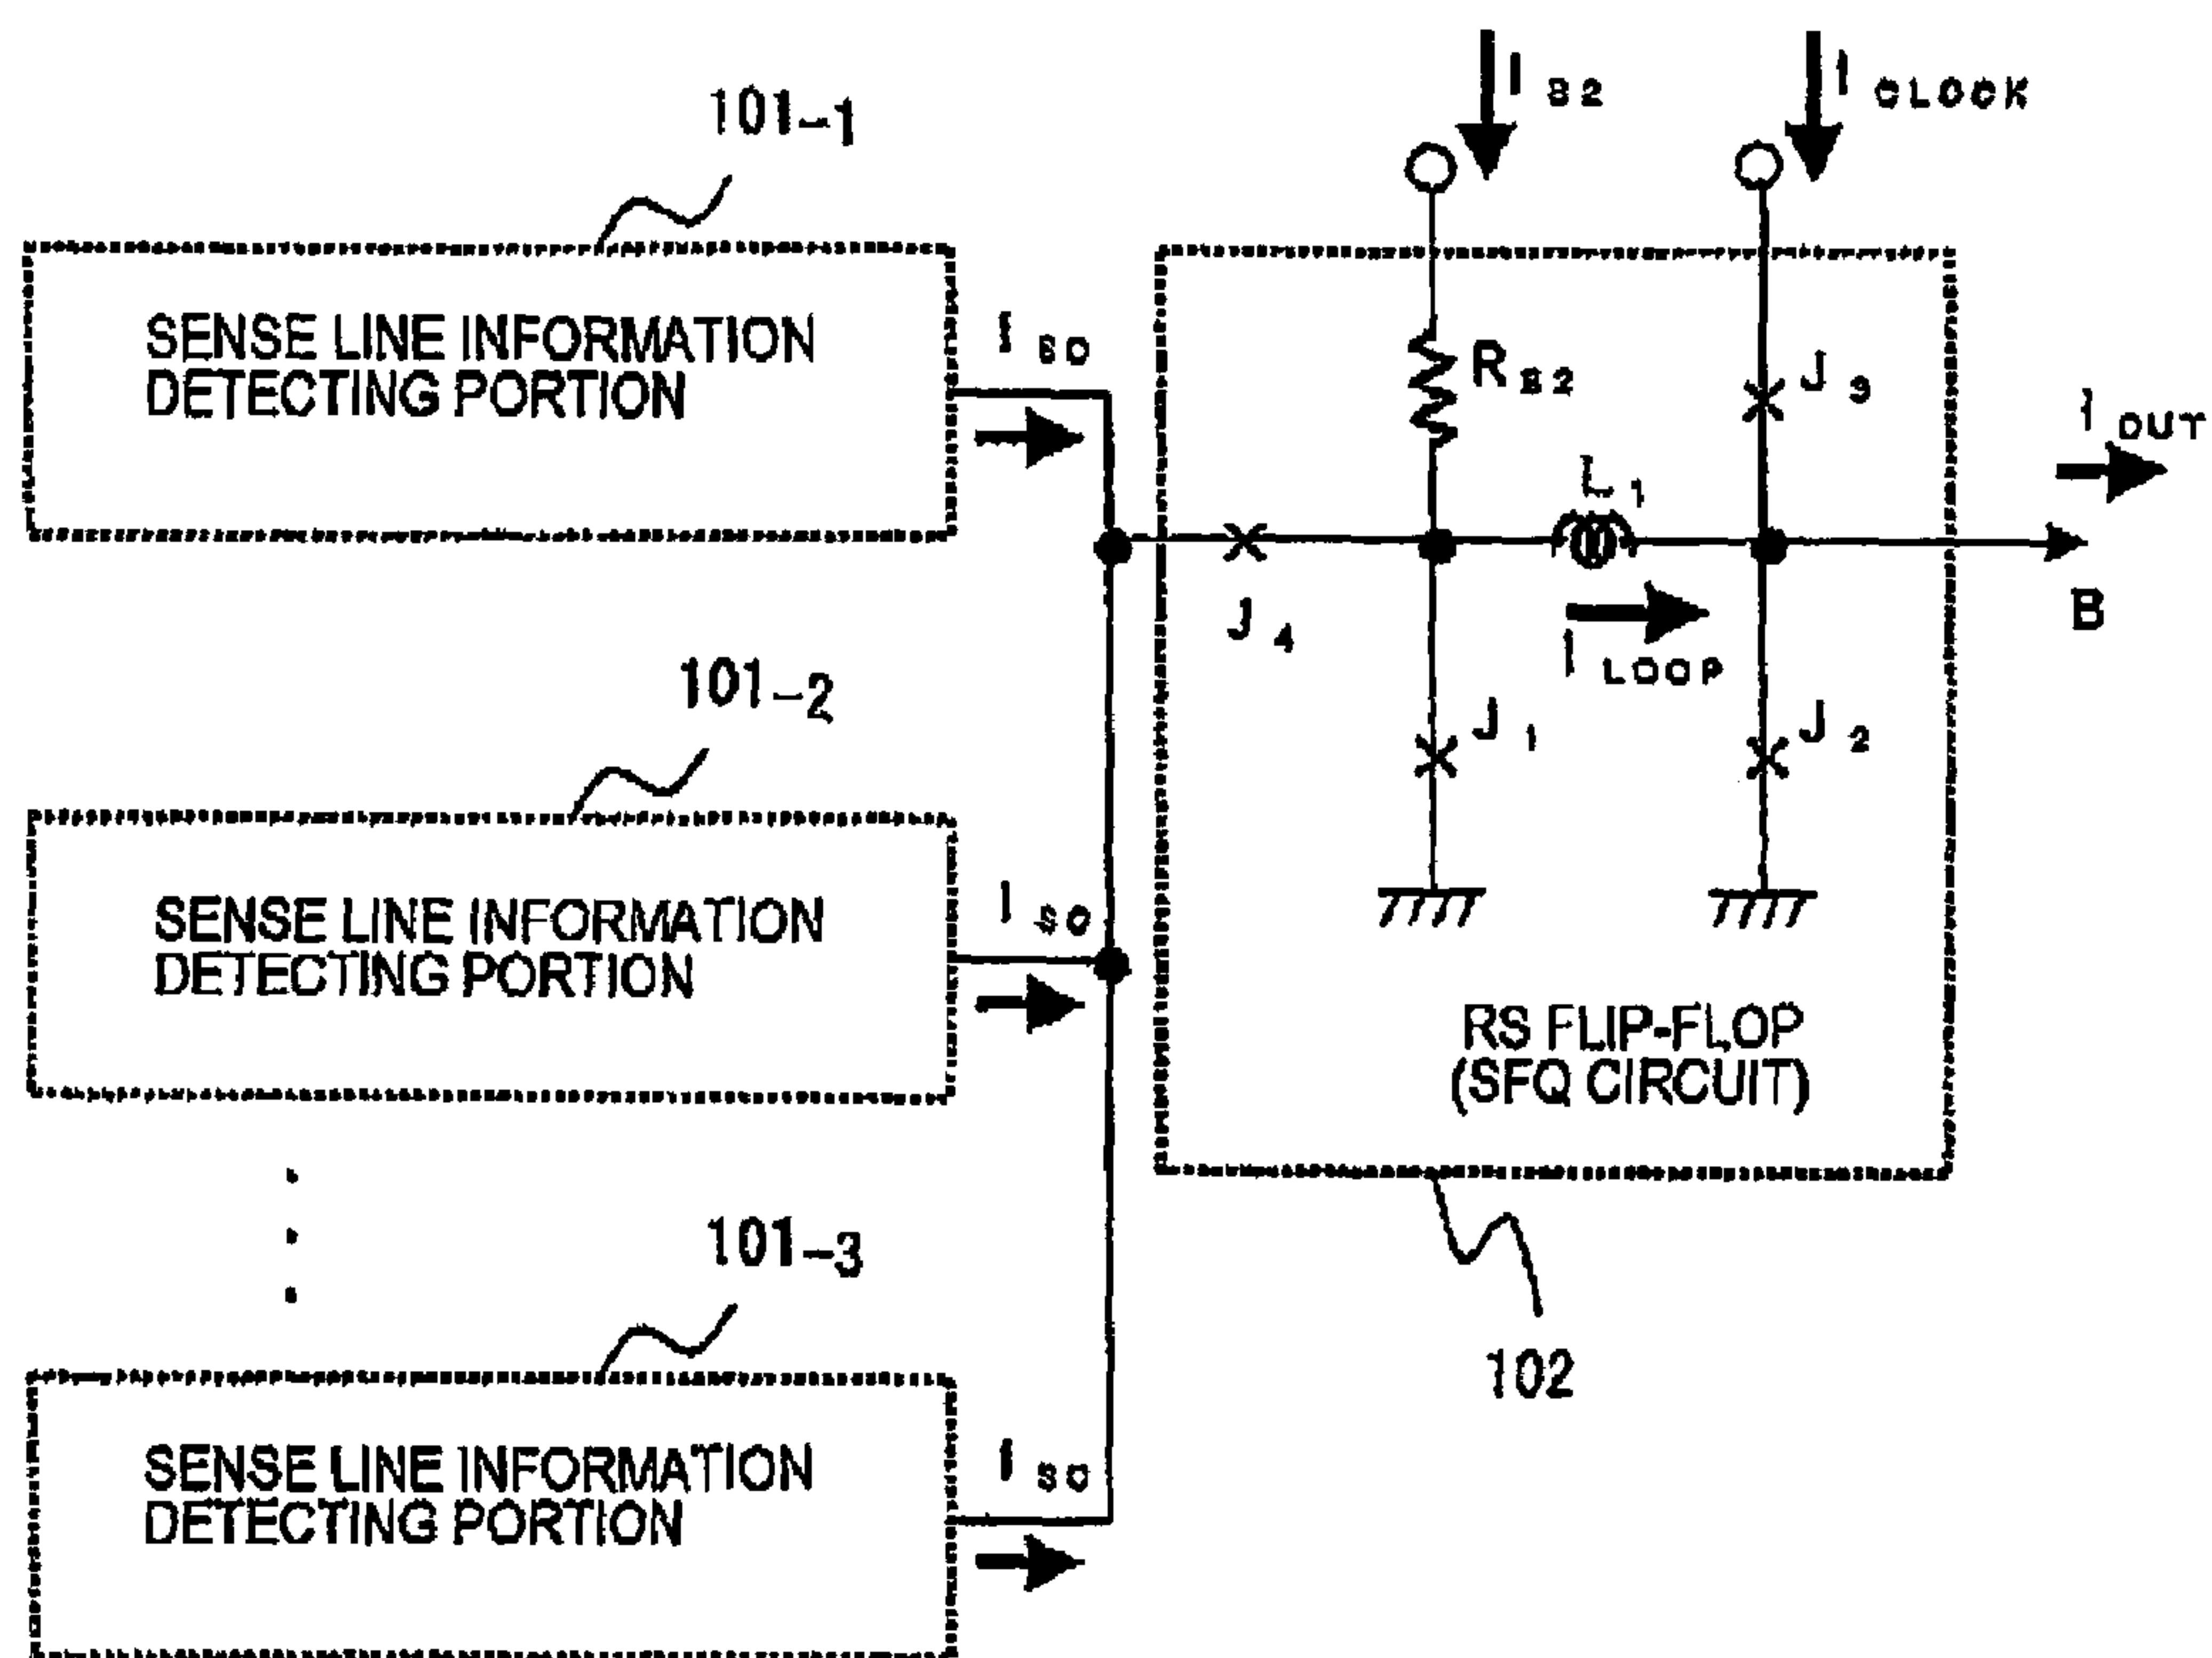 101-1
SENSE LINE INFORMATION
DETECTING PORTION
I SO
I B2
I CLOCK
R B2
J 3
L 1
I OUT
J 4
I LOOP
B
J 1
J 2
101-2
SENSE LINE INFORMATION
DETECTING PORTION
I SO
RS FLIP-FLOP
(SFQ CIRCUIT)
102
101-3
SENSE LINE INFORMATION
DETECTING PORTION
I SO